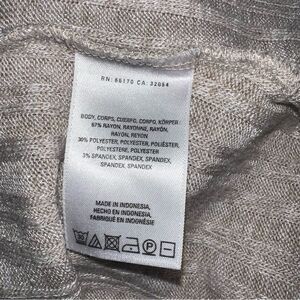 RN: 66170 CA: 32054
BODY, CORPS, CUERPO, CORPO, KÖRPER:
67% RAYON, RAYONNE, RAYÓN,
RAYON, REYON
30% POLYESTER, POLYESTER, POLIÉSTER,
POLYESTERE, POLYESTER
3% SPANDEX, SPANDEX, SPANDEX,
SPANDEX, SPANDEX
MADE IN INDONESIA,
HECHO EN INDONESIA,
FABRIQUÉ EN INDONÉSIE